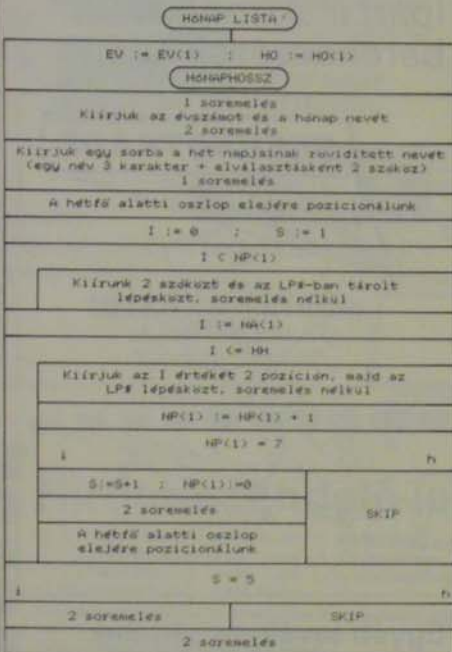 HÓNAP LISTA
EV := EV(1) ; HO := HO(1)
HÓNAPHOSSZ
1 soremelés
Kiírjuk az évszámot és a hónap nevét
2 soremelés
Kiírjuk egy sorba a hét napjainak rövidített nevét
(egy név 3 karakter + elválasztásként 2 szóköz)
1 soremelés
A hétfő alatti oszlop elejére pozicionálunk
I := 0 ; S := 1
I < NP(1)
Kiírunk 2 szóközt és az LP#-ban tárolt
lépésközt, soremelés nélkül
I := NA(1)
I <= HH
Kiírjuk az I értékét 2 pozición, majd az
LP# lépésközt, soremelés nélkül
NP(1) := NP(1) + 1
NP(1) = 7
i h
S:=S+1 ; NP(1):=0
2 soremelés
SKIP
A hétfő alatti oszlop
elejére pozicionálunk
S = 5
i h
2 soremelés SKIP
2 soremelés